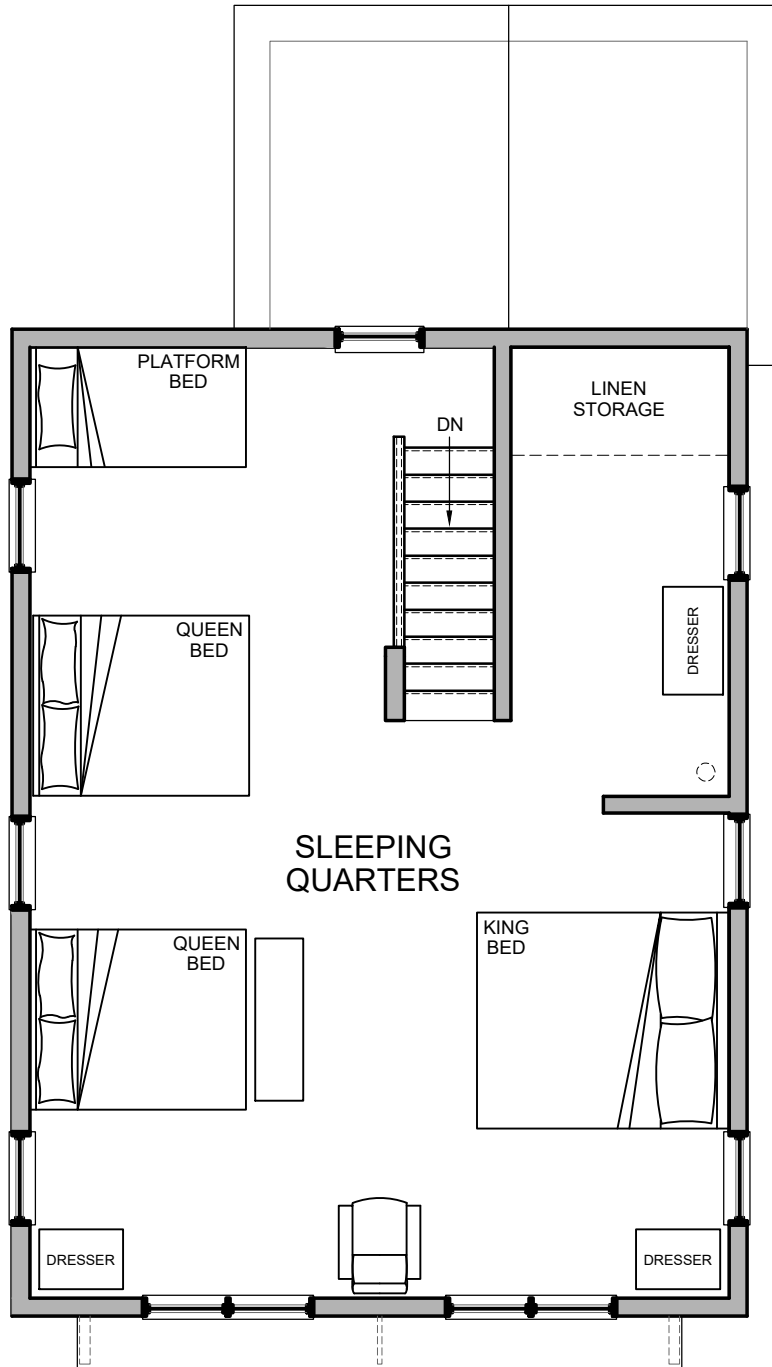 PLATFORM
BED
LINEN
STORAGE
DN
DRESSER
QUEEN
BED
SLEEPING
QUARTERS
QUEEN
BED
KING
BED
DRESSER
DRESSER